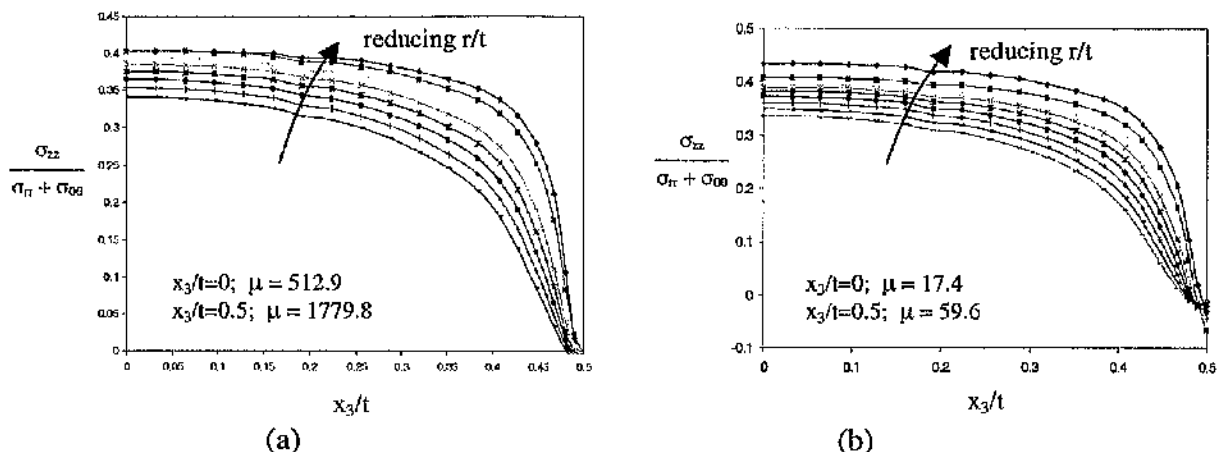 0.45
0.4
0.35
0.3
0.25
0.2
0.15
0.1
0.05
0
reducing r/t
σzz
σrr + σθθ
x3/t=0; μ = 512.9
x3/t=0.5; μ = 1779.8
0 0.05 0.1 0.15 0.2 0.25 0.3 0.35 0.4 0.45 0.5
x3/t
(a)
0.5
0.4
0.3
0.2
0.1
0
-0.1
reducing r/t
σzz
σrr + σθθ
x3/t=0; μ = 17.4
x3/t=0.5; μ = 59.6
0 0.1 0.2 0.3 0.4 0.5
x3/t
(b)